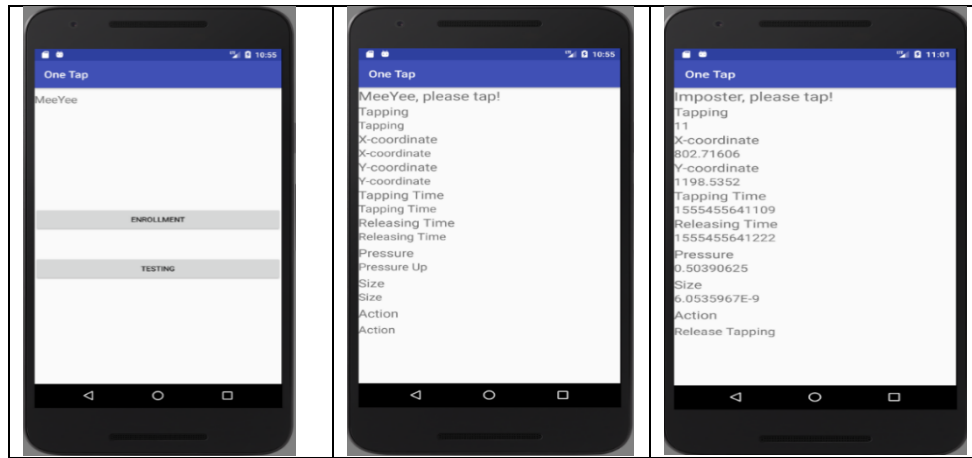 10:55
One Tap
MeeYee
ENROLLMENT
TESTING
10:55
One Tap
MeeYee, please tap!
Tapping
Tapping
X-coordinate
X-coordinate
Y-coordinate
Y-coordinate
Tapping Time
Tapping Time
Releasing Time
Releasing Time
Pressure
Pressure Up
Size
Size
Action
Action
11:01
One Tap
Imposter, please tap!
Tapping
11
X-coordinate
802.71606
Y-coordinate
1198.5352
Tapping Time
1555455641109
Releasing Time
1555455641222
Pressure
0.50390625
Size
6.0535967E-9
Action
Release Tapping